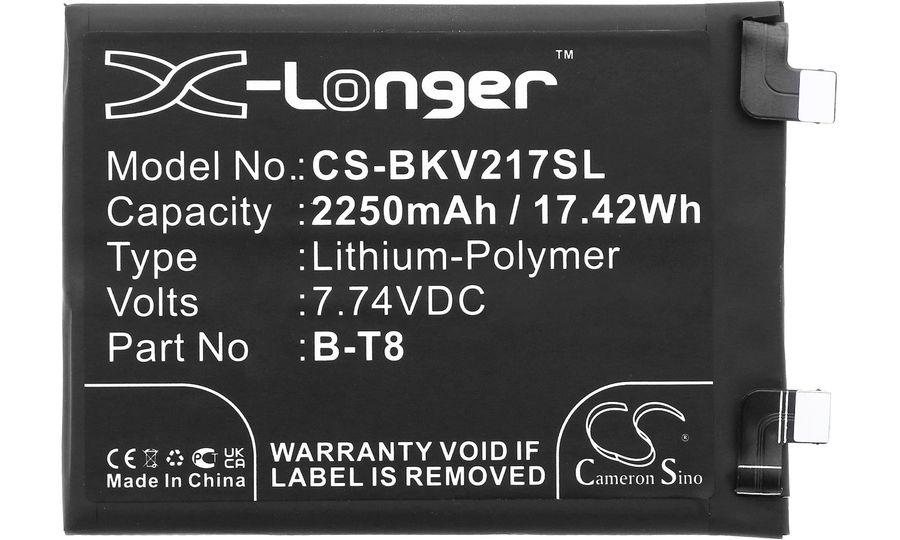 X-Longer™
Model No.: CS-BKV217SL
Capacity : 2250mAh / 17.42Wh
Type : Lithium-Polymer
Volts : 7.74VDC
Part No : B-T8
CE UK CA
Made In China
WARRANTY VOID IF
LABEL IS REMOVED
CS®
Cameron Sino